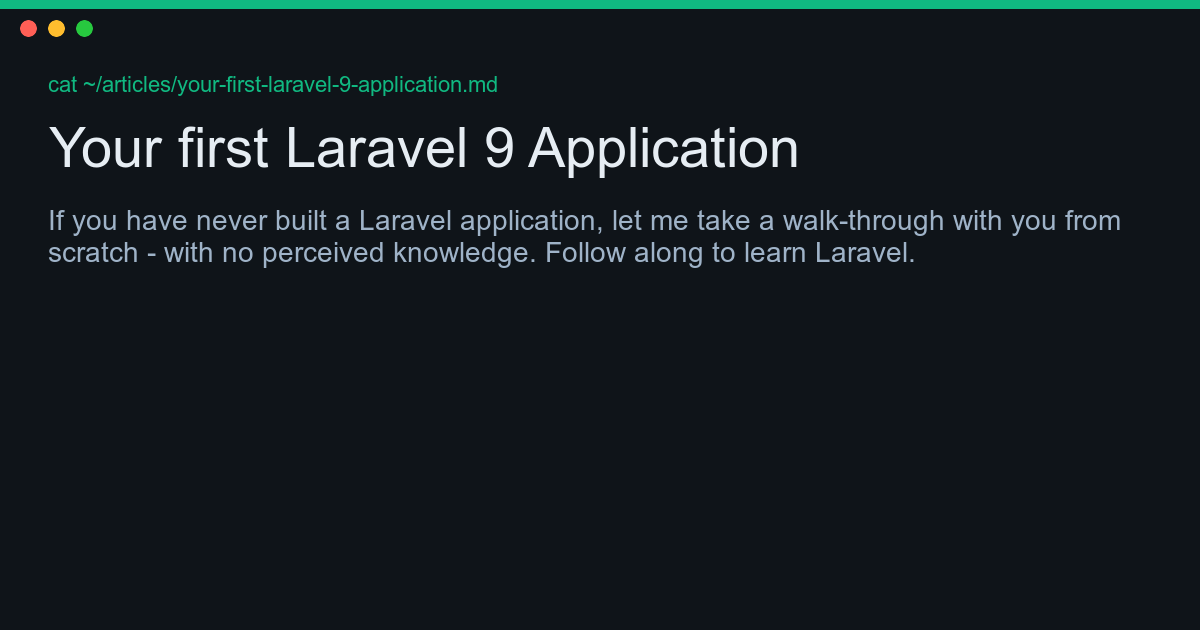 cat ~/articles/your-first-laravel-9-application.md
Your first Laravel 9 Application
If you have never built a Laravel application, let me take a walk-through with you from
scratch - with no perceived knowledge. Follow along to learn Laravel.